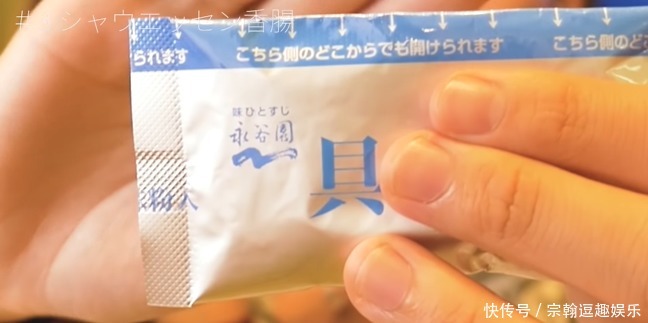 #シャウエッセン香腸
られます
こちら側のどこからでも開けられます
こちら側のどこ
味ひとすじ
永谷園
具
快传号/宗翰逗趣娱乐